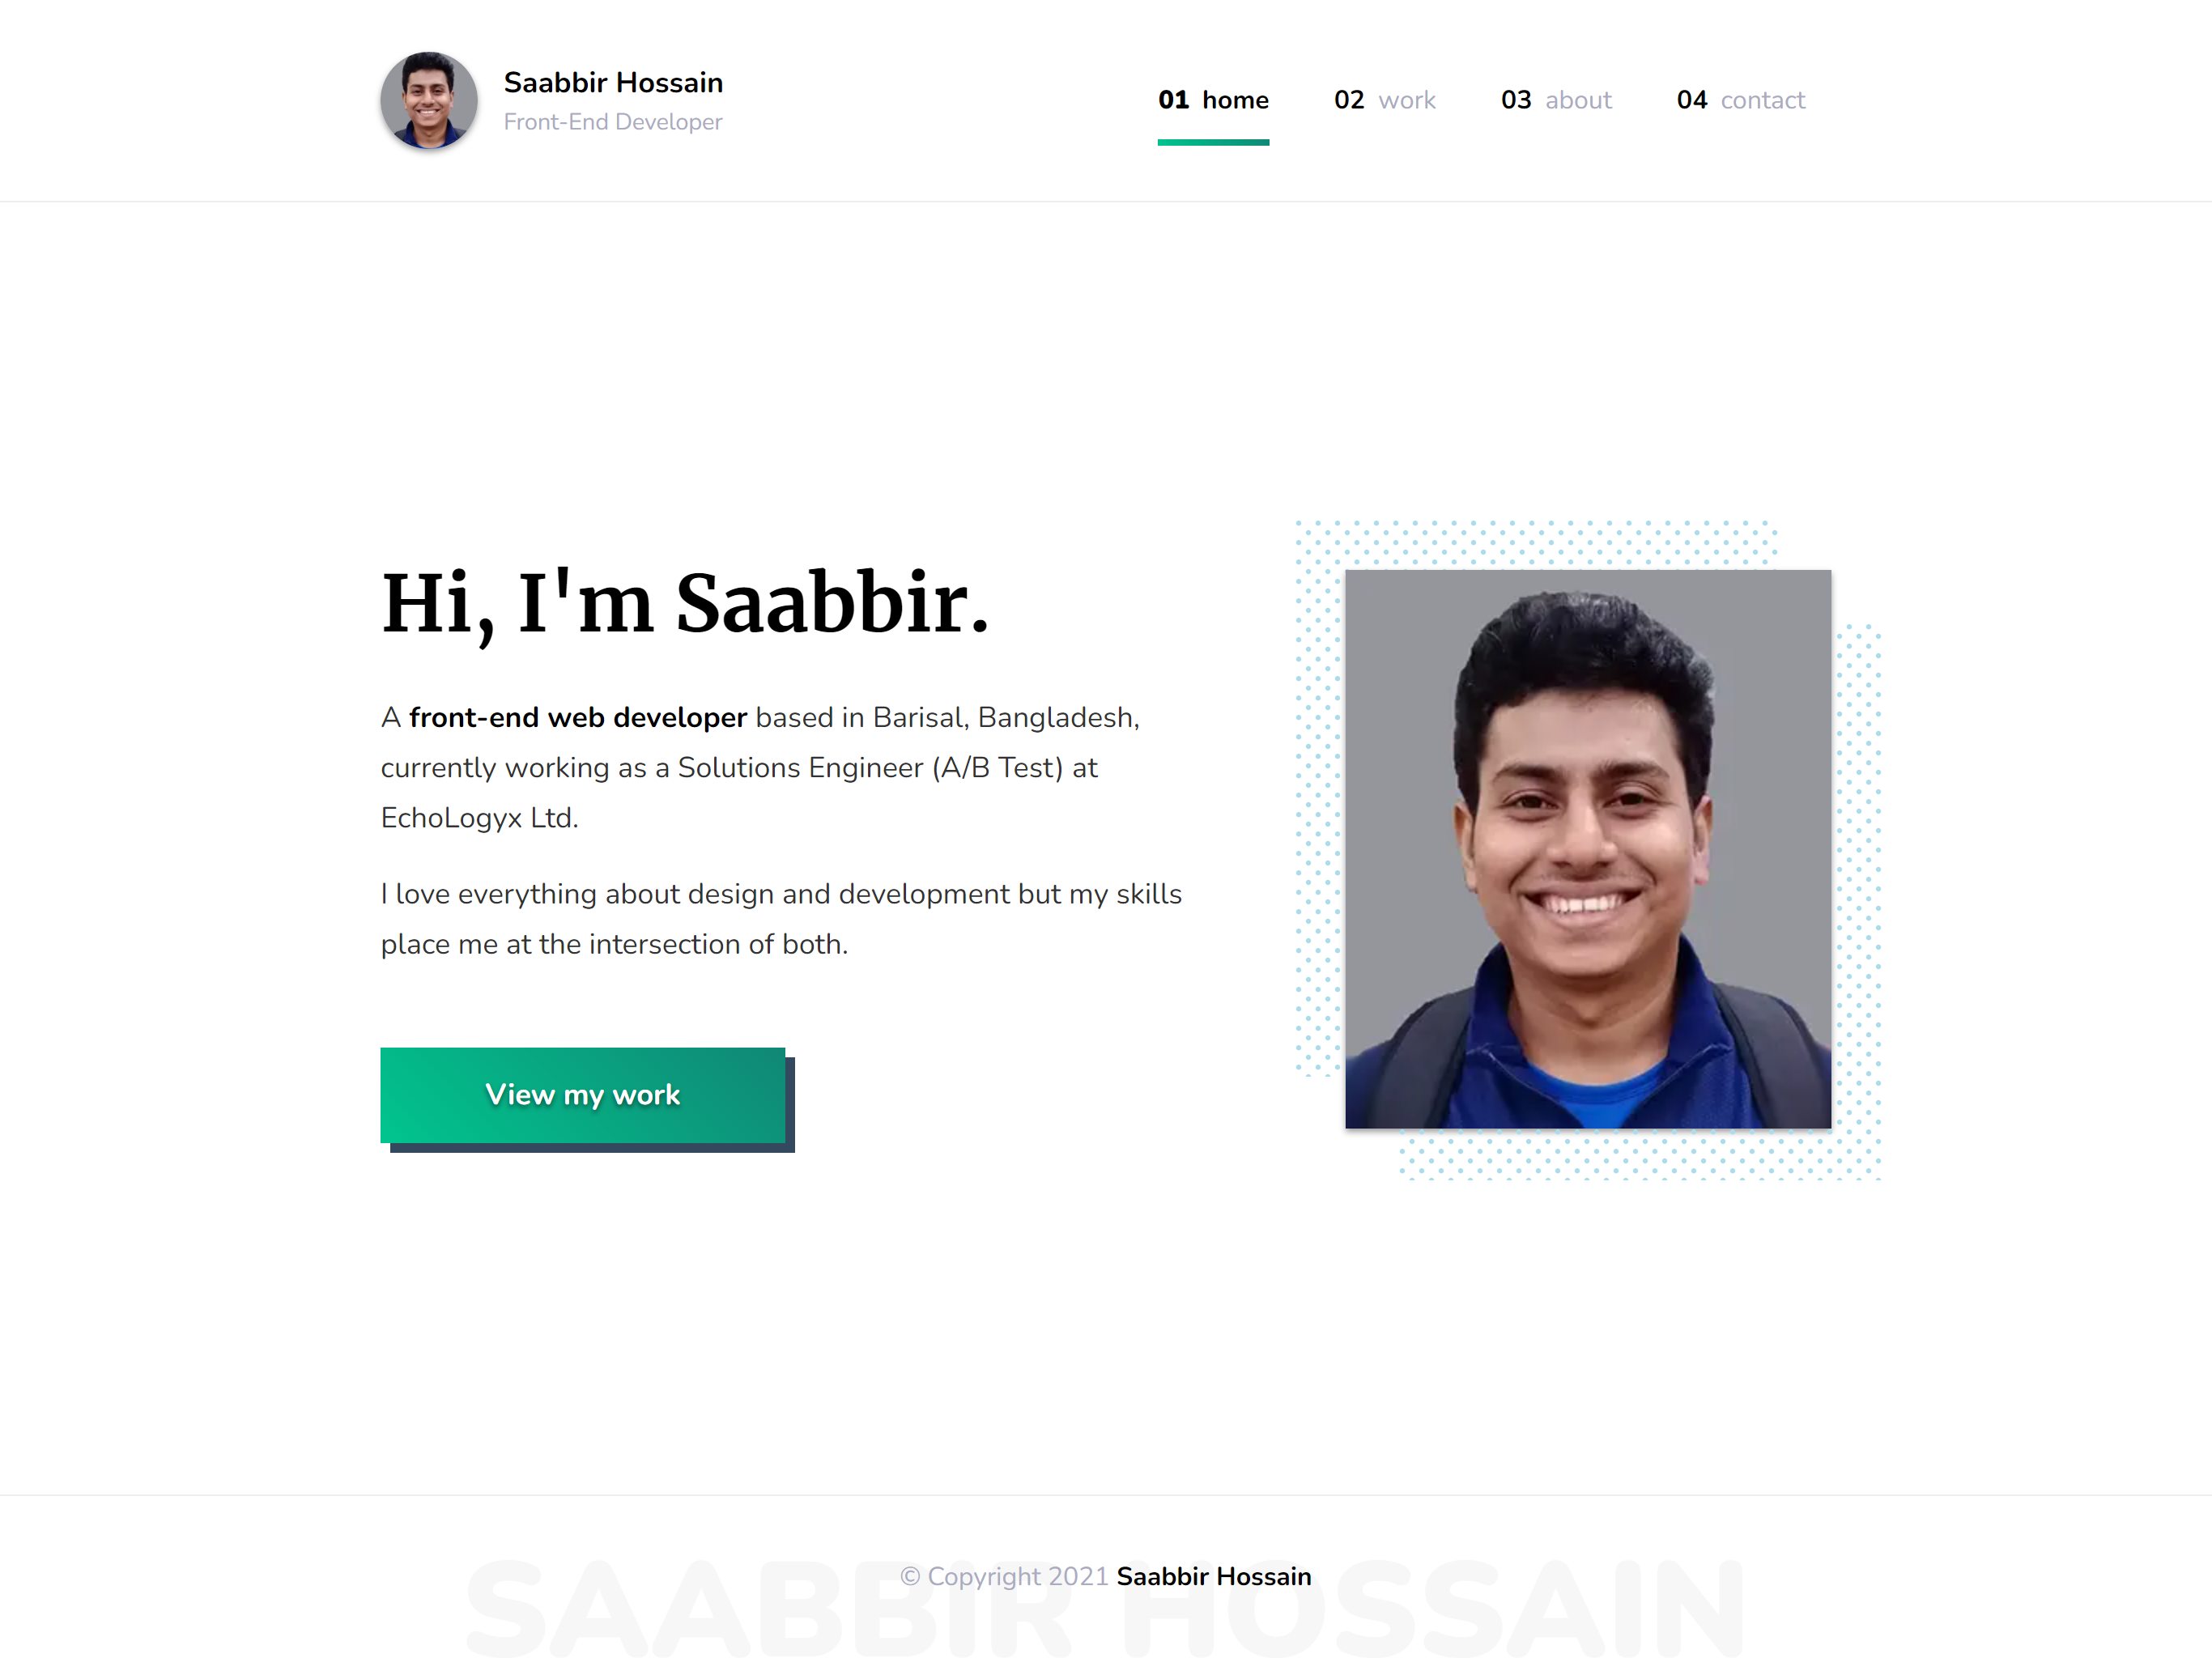 Saabbir Hossain
Front-End Developer
01 home 02 work 03 about 04 contact
Hi, I'm Saabbir.
A front-end web developer based in Barisal, Bangladesh,
currently working as a Solutions Engineer (A/B Test) at
EchoLogyx Ltd.
I love everything about design and development but my skills
place me at the intersection of both.
View my work
© Copyright 2021 Saabbir Hossain
SAABBIR HOSSAIN